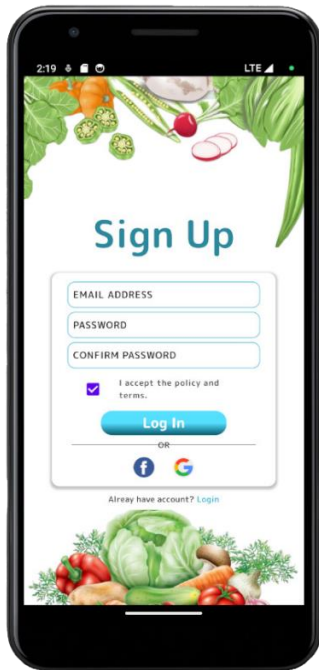 2:19
LTE
Sign Up
EMAIL ADDRESS
PASSWORD
CONFIRM PASSWORD
I accept the policy and
terms.
Log In
OR
Alreay have account? Login